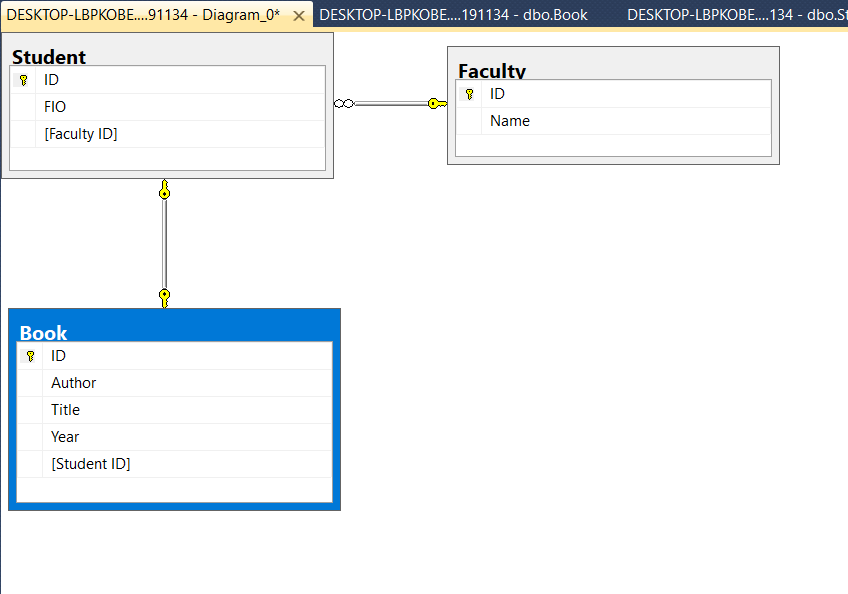 DESKTOP-LBPKOBE....91134 - Diagram_0* DESKTOP-LBPKOBE....191134 - dbo.Book DESKTOP-LBPKOBE....134 - dbo.St
Student
ID
FIO
[Faculty ID]
Faculty
ID
Name
Book
ID
Author
Title
Year
[Student ID]